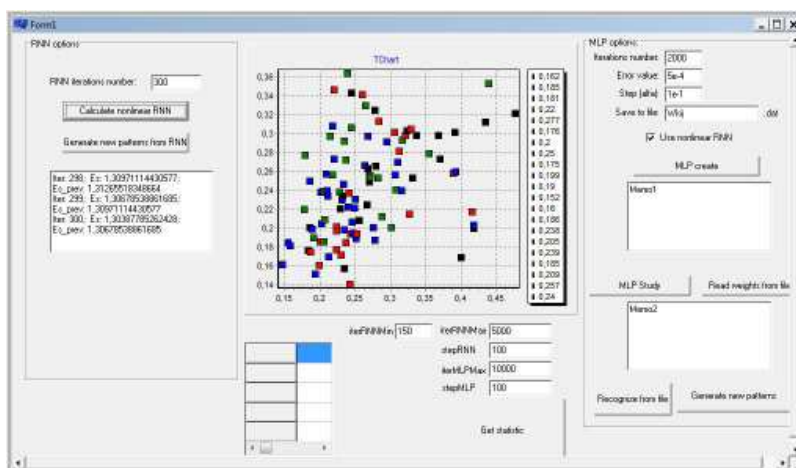 Form1
RNN options
RNN iterations number: 300
Calculate nonlinear RNN
Generate new patterns from RNN
Iter: 298; Es: 1,30971114430577;
Es_prev: 1,31265518348664
Iter: 299; Es: 1,30678538861685;
Es_prev: 1,30971114430577
Iter: 300; Es: 1,30387785262428;
Es_prev: 1,30678538861685
TChart
0,36
0,34
0,32
0,3
0,28
0,26
0,24
0,22
0,2
0,18
0,16
0,14
0,15 0,2 0,25 0,3 0,35 0,4 0,45
0,162
0,185
0,181
0,22
0,277
0,176
0,2
0,25
0,175
0,199
0,19
0,152
0,16
0,186
0,238
0,205
0,239
0,185
0,209
0,257
0,24
iterRNNMin 150
iterRNNMax 5000
stepRNN 100
iterMLPMax 10000
stepMLP 100
Get statistic
MLP options:
Iterations number: 2000
Error value: 5e-4
Step (alfa) 1e-1
Save to file: Wkij .dat
Use nonlinear RNN
MLP create
Memo1
MLP Study
Read weights from file
Memo2
Recognize from file
Generate new patterns